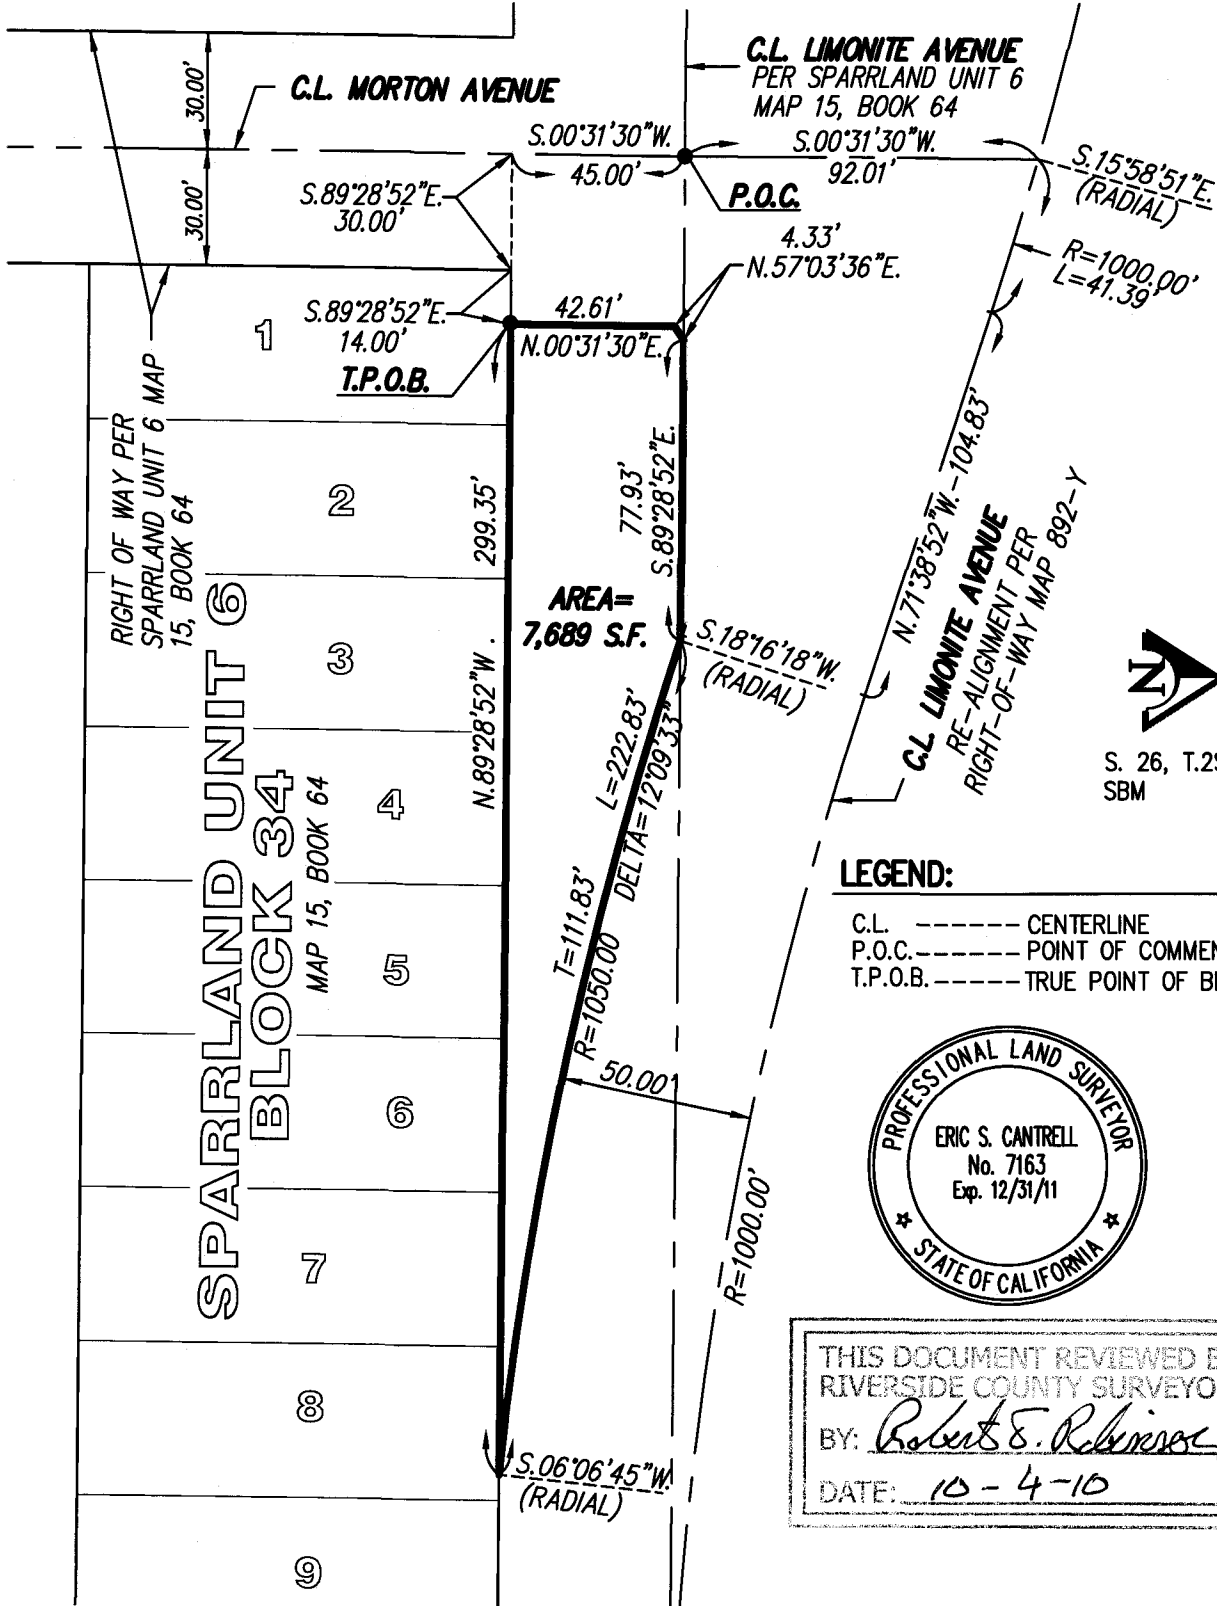 C.L. MORTON AVENUE
C.L. LIMONITE AVENUE
PER SPARRLAND UNIT 6
MAP 15, BOOK 64
30.00'
30.00'
S.00°31'30"W.
45.00'
S.00°31'30"W.
92.01'
S.15°58'51"E.
(RADIAL)
P.O.C.
S.89°28'52"E.
30.00'
4.33'
N.57°03'36"E.
R=1000.00'
L=41.39'
S.89°28'52"E.
14.00'
42.61'
N.00°31'30"E.
T.P.O.B.
1
2
3
4
5
6
7
8
9
RIGHT OF WAY PER
SPARRLAND UNIT 6 MAP
15, BOOK 64
299.35'
N.89°28'52"W.
77.93'
S.89°28'52"E.
N.71°38'52"W.-104.83'
AREA=
7,689 S.F.
S.18°16'18"W.
(RADIAL)
C.L. LIMONITE AVENUE
RE-ALIGNMENT PER
RIGHT-OF-WAY MAP 892-Y
L=222.83'
DELTA=12°09'33"
T=111.83'
R=1050.00
50.00'
R=1000.00'
SPARRLAND UNIT 6
BLOCK 34
MAP 15, BOOK 64
N
S. 26, T.2S
SBM
LEGEND:
C.L. ------- CENTERLINE
P.O.C. ------- POINT OF COMMEN
T.P.O.B. ------ TRUE POINT OF BE
PROFESSIONAL LAND SURVEYOR
ERIC S. CANTRELL
No. 7163
Exp. 12/31/11
STATE OF CALIFORNIA
THIS DOCUMENT REVIEWED B
RIVERSIDE COUNTY SURVEYO
BY: Robert E. Robinson
DATE: 10-4-10
S.06°06'45"W.
(RADIAL)